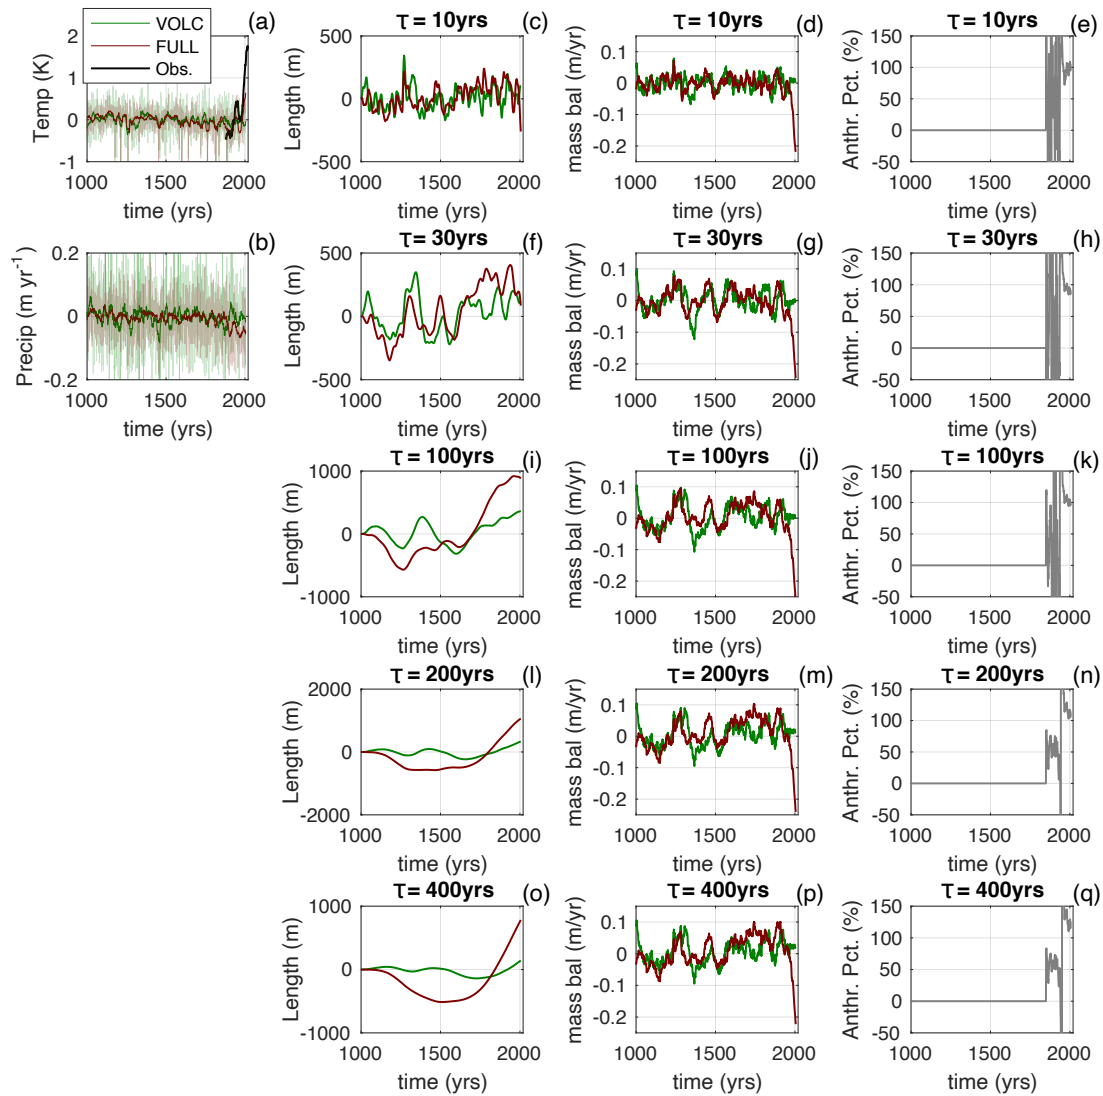 VOLC
FULL
Obs.
(a)
Temp (K)
2
1
0
-1
1000 1500 2000
time (yrs)
τ = 10yrs
(c)
Length (m)
500
0
-500
1000 1500 2000
time (yrs)
τ = 10yrs
(d)
mass bal (m/yr)
0.1
0
-0.1
-0.2
1000 1500 2000
time (yrs)
τ = 10yrs
(e)
Anthr. Pct. (%)
150
100
50
0
-50
1000 1500 2000
time (yrs)
(b)
Precip (m yr⁻¹)
0.2
0
-0.2
1000 1500 2000
time (yrs)
τ = 30yrs
(f)
Length (m)
500
0
-500
1000 1500 2000
time (yrs)
τ = 30yrs
(g)
mass bal (m/yr)
0.1
0
-0.1
-0.2
1000 1500 2000
time (yrs)
τ = 30yrs
(h)
Anthr. Pct. (%)
150
100
50
0
-50
1000 1500 2000
time (yrs)
τ = 100yrs
(i)
Length (m)
1000
0
-1000
1000 1500 2000
time (yrs)
τ = 100yrs
(j)
mass bal (m/yr)
0.1
0
-0.1
-0.2
1000 1500 2000
time (yrs)
τ = 100yrs
(k)
Anthr. Pct. (%)
150
100
50
0
-50
1000 1500 2000
time (yrs)
τ = 200yrs
(l)
Length (m)
2000
0
-2000
1000 1500 2000
time (yrs)
τ = 200yrs
(m)
mass bal (m/yr)
0.1
0
-0.1
-0.2
1000 1500 2000
time (yrs)
τ = 200yrs
(n)
Anthr. Pct. (%)
150
100
50
0
-50
1000 1500 2000
time (yrs)
τ = 400yrs
(o)
Length (m)
1000
0
-1000
1000 1500 2000
time (yrs)
τ = 400yrs
(p)
mass bal (m/yr)
0.1
0
-0.1
-0.2
1000 1500 2000
time (yrs)
τ = 400yrs
(q)
Anthr. Pct. (%)
150
100
50
0
-50
1000 1500 2000
time (yrs)